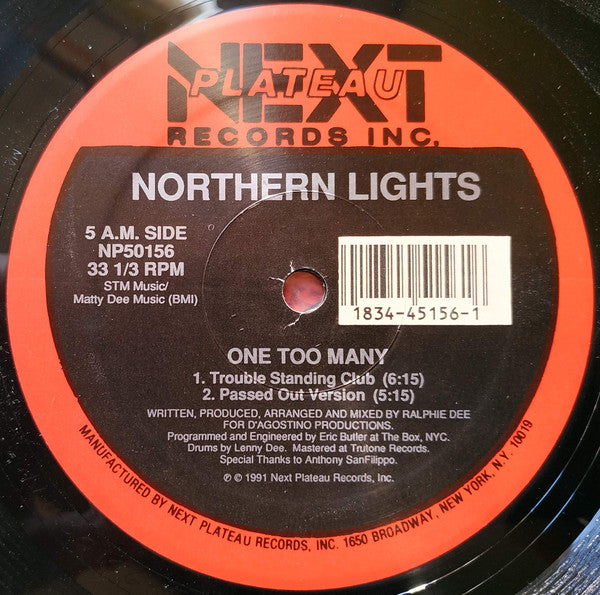 NEXT
PLATEAU
RECORDS INC.
NORTHERN LIGHTS
5 A.M. SIDE
NP50156
33 1/3 RPM
STM Music/
Matty Dee Music (BMI)
1834-45156-1
ONE TOO MANY
1. Trouble Standing Club (6:15)
2. Passed Out Version (5:15)
WRITTEN, PRODUCED, ARRANGED AND MIXED BY RALPHIE DEE
FOR D'AGOSTINO PRODUCTIONS.
Programmed and Engineered by Eric Butler at The Box, NYC.
Drums by Lenny Dee. Mastered at Trutone Records.
Special Thanks to Anthony SanFilippo.
℗ © 1991 Next Plateau Records, Inc.
MANUFACTURED BY NEXT PLATEAU RECORDS, INC. 1650 BROADWAY, NEW YORK, N.Y. 10019